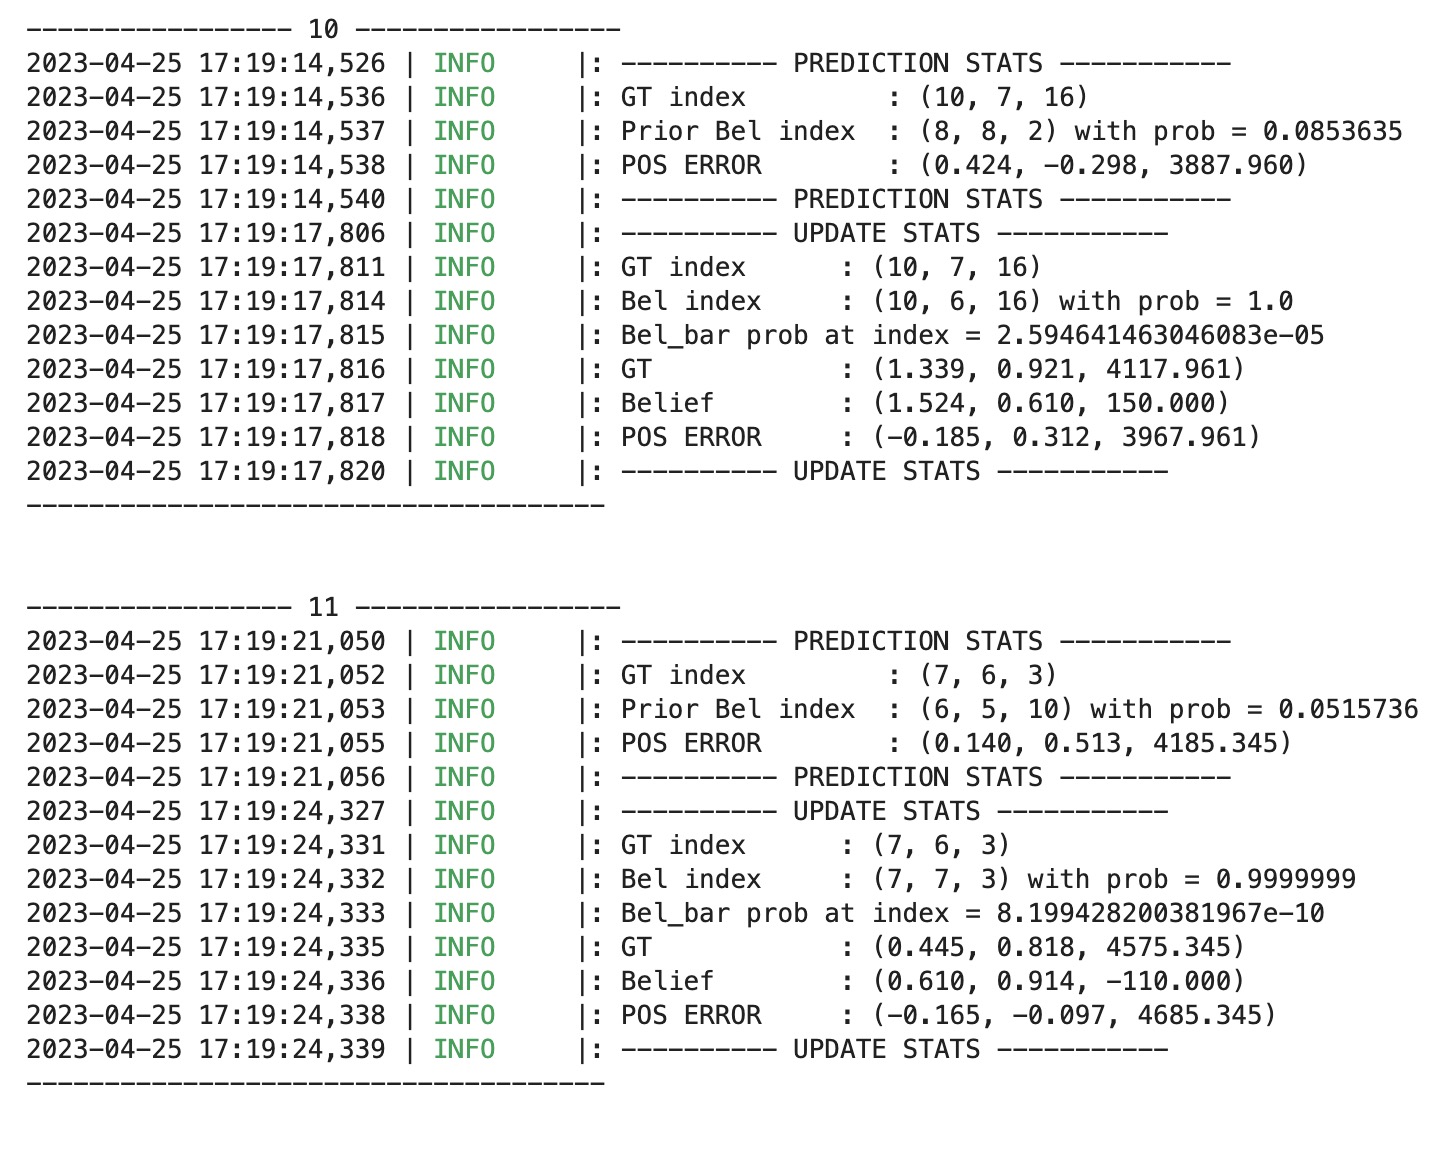 ----------------- 10 -----------------
2023-04-25 17:19:14,526 | INFO     |: ---------- PREDICTION STATS -----------
2023-04-25 17:19:14,536 | INFO     |: GT index         : (10, 7, 16)
2023-04-25 17:19:14,537 | INFO     |: Prior Bel index  : (8, 8, 2) with prob = 0.0853635
2023-04-25 17:19:14,538 | INFO     |: POS ERROR        : (0.424, -0.298, 3887.960)
2023-04-25 17:19:14,540 | INFO     |: ---------- PREDICTION STATS -----------
2023-04-25 17:19:17,806 | INFO     |: ---------- UPDATE STATS -----------
2023-04-25 17:19:17,811 | INFO     |: GT index      : (10, 7, 16)
2023-04-25 17:19:17,814 | INFO     |: Bel index     : (10, 6, 16) with prob = 1.0
2023-04-25 17:19:17,815 | INFO     |: Bel_bar prob at index = 2.594641463046083e-05
2023-04-25 17:19:17,816 | INFO     |: GT            : (1.339, 0.921, 4117.961)
2023-04-25 17:19:17,817 | INFO     |: Belief        : (1.524, 0.610, 150.000)
2023-04-25 17:19:17,818 | INFO     |: POS ERROR     : (-0.185, 0.312, 3967.961)
2023-04-25 17:19:17,820 | INFO     |: ---------- UPDATE STATS -----------
-------------------------------------
----------------- 11 -----------------
2023-04-25 17:19:21,050 | INFO     |: ---------- PREDICTION STATS -----------
2023-04-25 17:19:21,052 | INFO     |: GT index         : (7, 6, 3)
2023-04-25 17:19:21,053 | INFO     |: Prior Bel index  : (6, 5, 10) with prob = 0.0515736
2023-04-25 17:19:21,055 | INFO     |: POS ERROR        : (0.140, 0.513, 4185.345)
2023-04-25 17:19:21,056 | INFO     |: ---------- PREDICTION STATS -----------
2023-04-25 17:19:24,327 | INFO     |: ---------- UPDATE STATS -----------
2023-04-25 17:19:24,331 | INFO     |: GT index      : (7, 6, 3)
2023-04-25 17:19:24,332 | INFO     |: Bel index     : (7, 7, 3) with prob = 0.9999999
2023-04-25 17:19:24,333 | INFO     |: Bel_bar prob at index = 8.199428200381967e-10
2023-04-25 17:19:24,335 | INFO     |: GT            : (0.445, 0.818, 4575.345)
2023-04-25 17:19:24,336 | INFO     |: Belief        : (0.610, 0.914, -110.000)
2023-04-25 17:19:24,338 | INFO     |: POS ERROR     : (-0.165, -0.097, 4685.345)
2023-04-25 17:19:24,339 | INFO     |: ---------- UPDATE STATS -----------
-------------------------------------